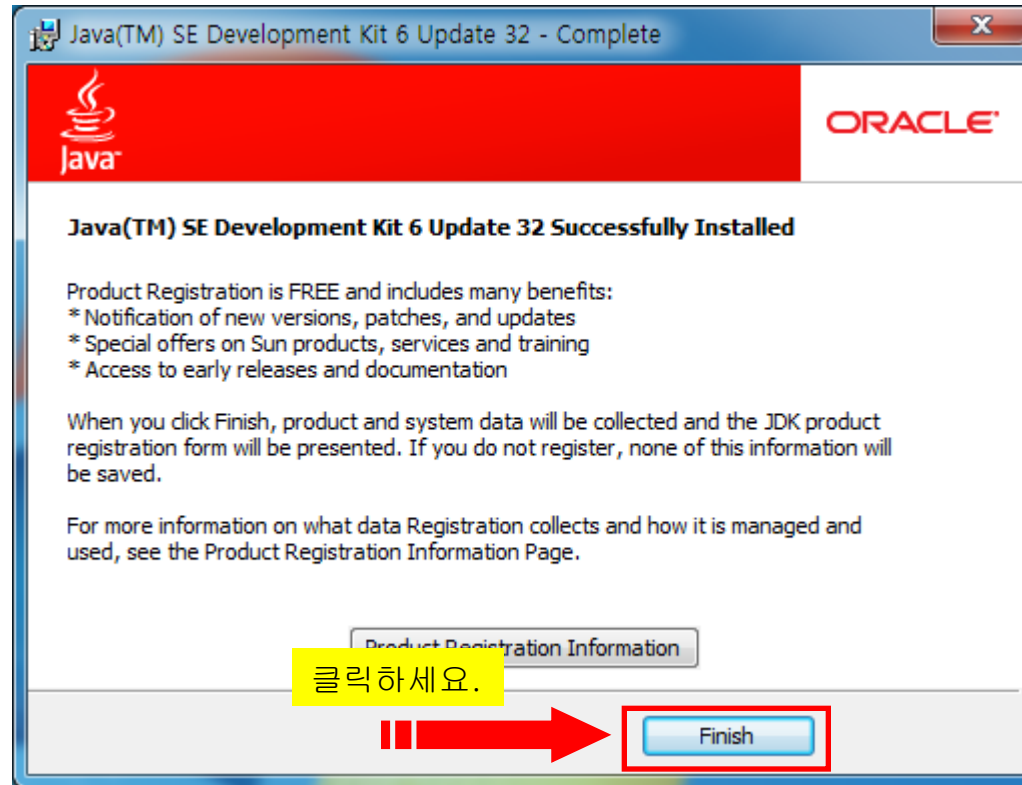 Java(TM) SE Development Kit 6 Update 32 - Complete
x
Java™
ORACLE®
Java(TM) SE Development Kit 6 Update 32 Successfully Installed
Product Registration is FREE and includes many benefits:
* Notification of new versions, patches, and updates
* Special offers on Sun products, services and training
* Access to early releases and documentation
When you click Finish, product and system data will be collected and the JDK product
registration form will be presented. If you do not register, none of this information will
be saved.
For more information on what data Registration collects and how it is managed and
used, see the Product Registration Information Page.
Product Registration Information
클릭하세요.
Finish